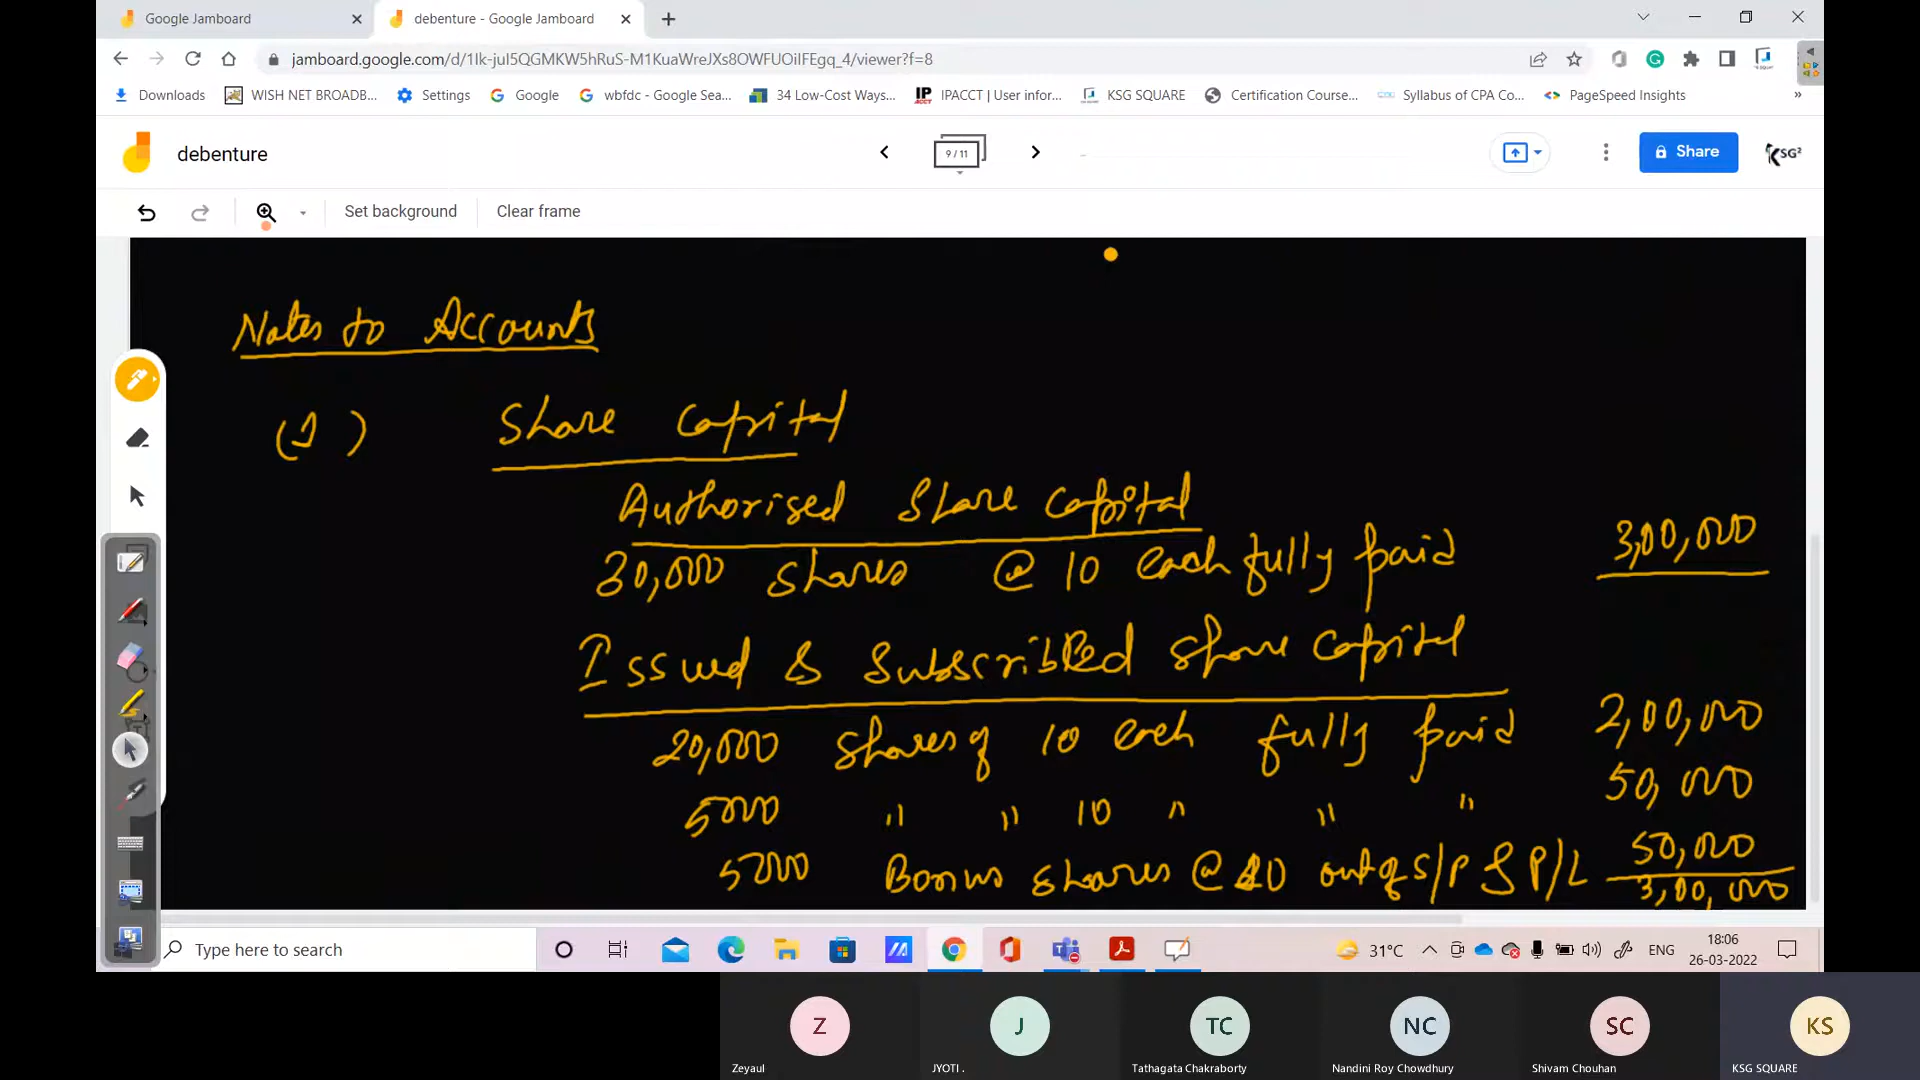 Google Jamboard
debenture - Google Jamboard
jamboard.google.com/d/1Ik-juI5QGMKW5hRuS-M1KuaWreJXs8OWFUOiIFEgq_4/viewer?f=8
Downloads WISH NET BROADB... Settings Google wbfdc - Google Sea... 34 Low-Cost Ways... IPACCT | User infor... KSG SQUARE Certification Course... Syllabus of CPA Co... PageSpeed Insights »
debenture 9 / 11 Share KSG²
Set background Clear frame
Notes to Accounts
(1) Share Capital
Authorised Share Capital
30,000 shares @ 10 each fully paid 3,00,000
Issued & Subscribed Share Capital
20,000 shares of 10 each fully paid 2,00,000
5000 " " 10 " " " 50,000
5000 Bonus shares @ 10 out of S/P & P/L 50,000
3,00,000
Type here to search 31°C ENG 18:06
26-03-2022
Z J TC NC SC KS
Zeyaul JYOTI . Tathagata Chakraborty Nandini Roy Chowdhury Shivam Chouhan KSG SQUARE